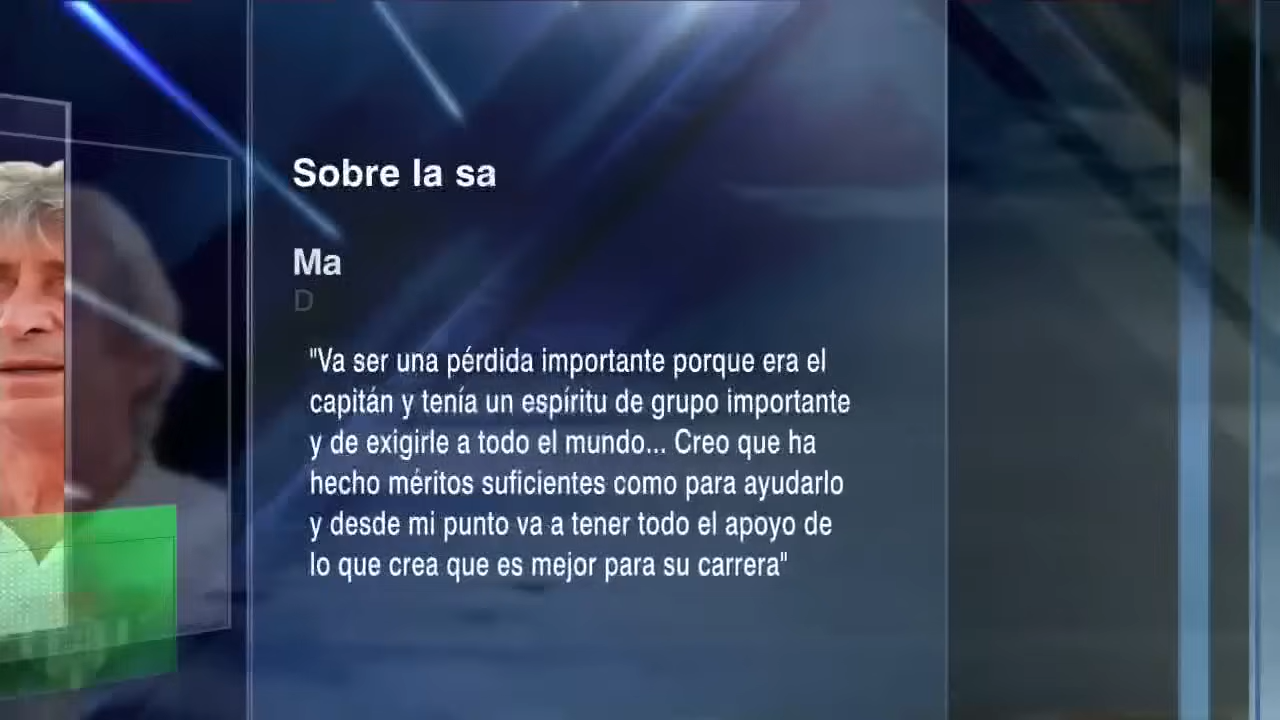 Sobre la sa
Ma
D
"Va ser una pérdida importante porque era el
capitán y tenía un espíritu de grupo importante
y de exigirle a todo el mundo... Creo que ha
hecho méritos suficientes como para ayudarlo
y desde mi punto va a tener todo el apoyo de
lo que crea que es mejor para su carrera"